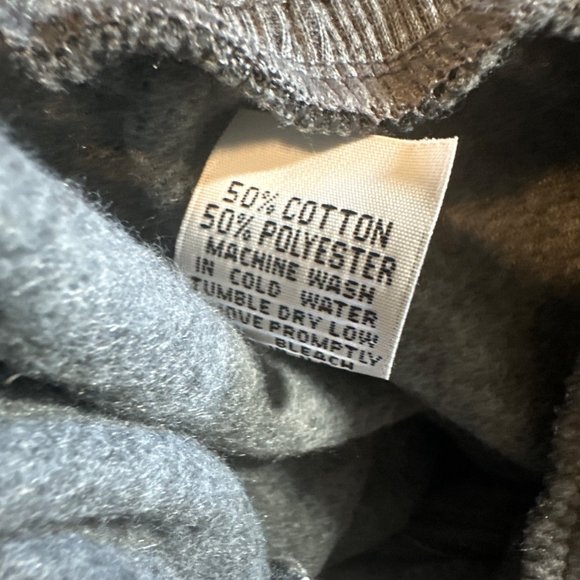 50% COTTON
50% POLYESTER
MACHINE WASH
IN COLD WATER
TUMBLE DRY LOW
PROMPTLY
BLEACH